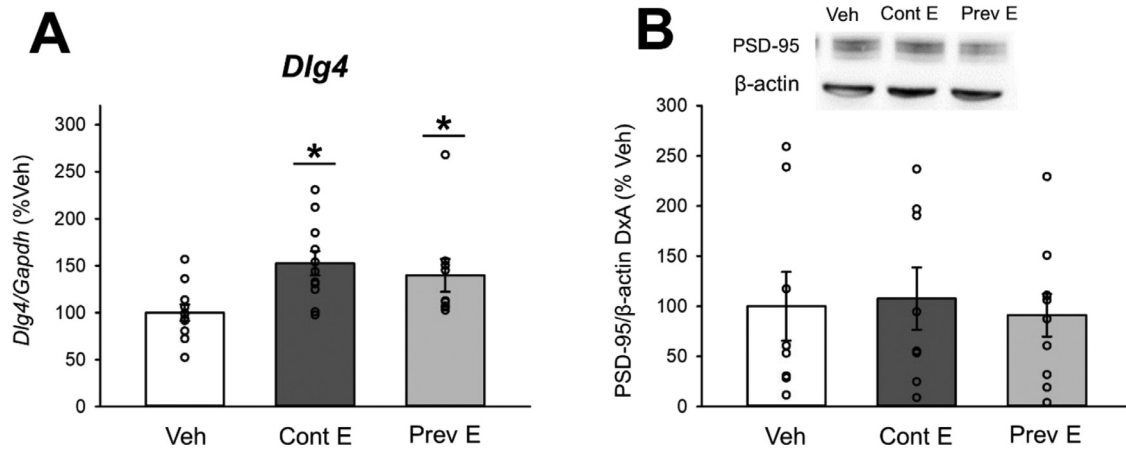 A
Dlg4
Dlg4/Gapdh (%Veh)
300
250
200
150
100
50
0
*
*
Veh Cont E Prev E
B
Veh Cont E Prev E
PSD-95
β-actin
PSD-95/β-actin DxA (% Veh)
300
250
200
150
100
50
0
Veh Cont E Prev E